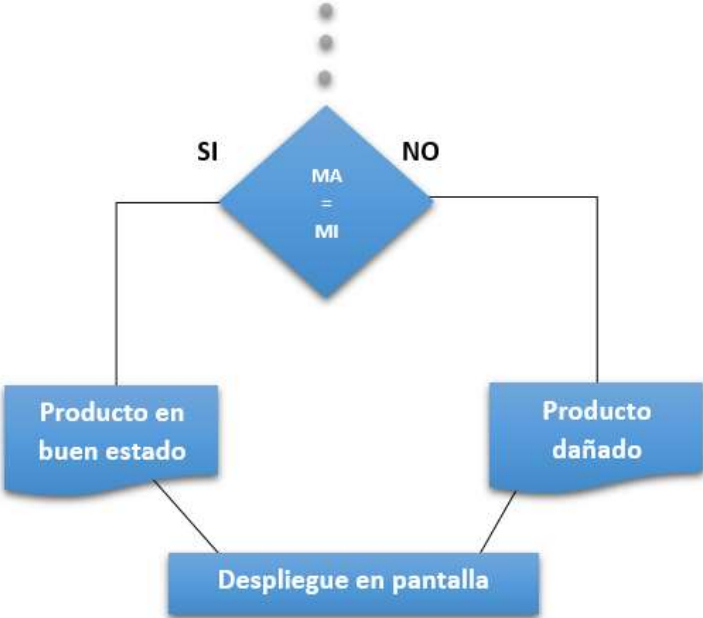 SI
NO
MA
=
MI
Producto en
buen estado
Producto
dañado
Despliegue en pantalla